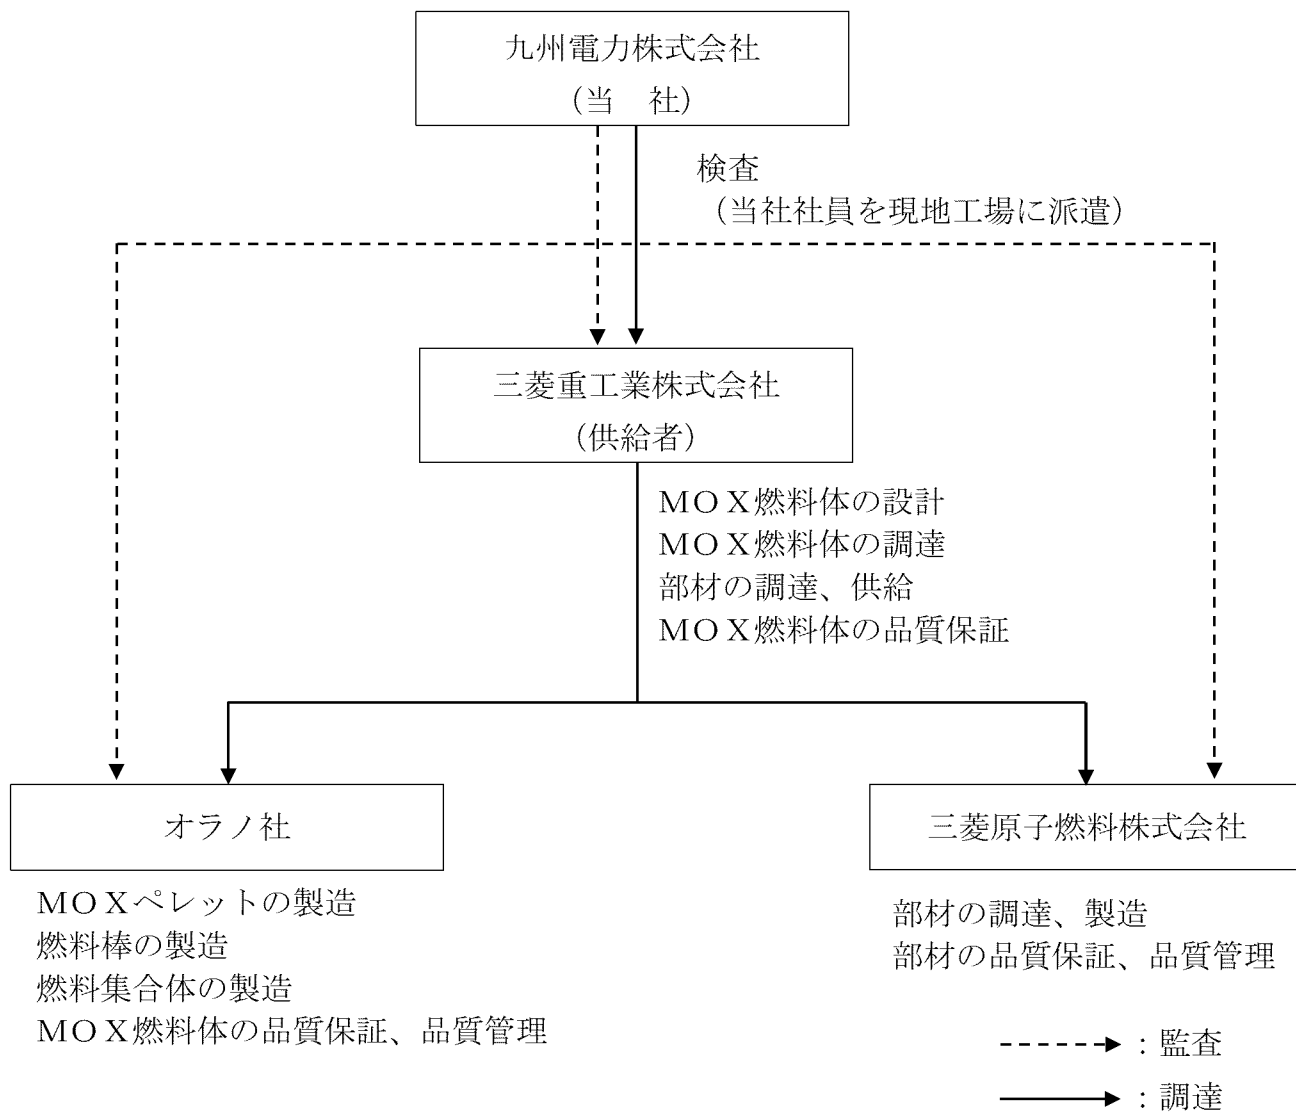 九州電力株式会社
(当　社)
検査
(当社社員を現地工場に派遣)
三菱重工業株式会社
(供給者)
ＭＯＸ燃料体の設計
ＭＯＸ燃料体の調達
部材の調達、供給
ＭＯＸ燃料体の品質保証
オラノ社
ＭＯＸペレットの製造
燃料棒の製造
燃料集合体の製造
ＭＯＸ燃料体の品質保証、品質管理
三菱原子燃料株式会社
部材の調達、製造
部材の品質保証、品質管理
：監査
：調達